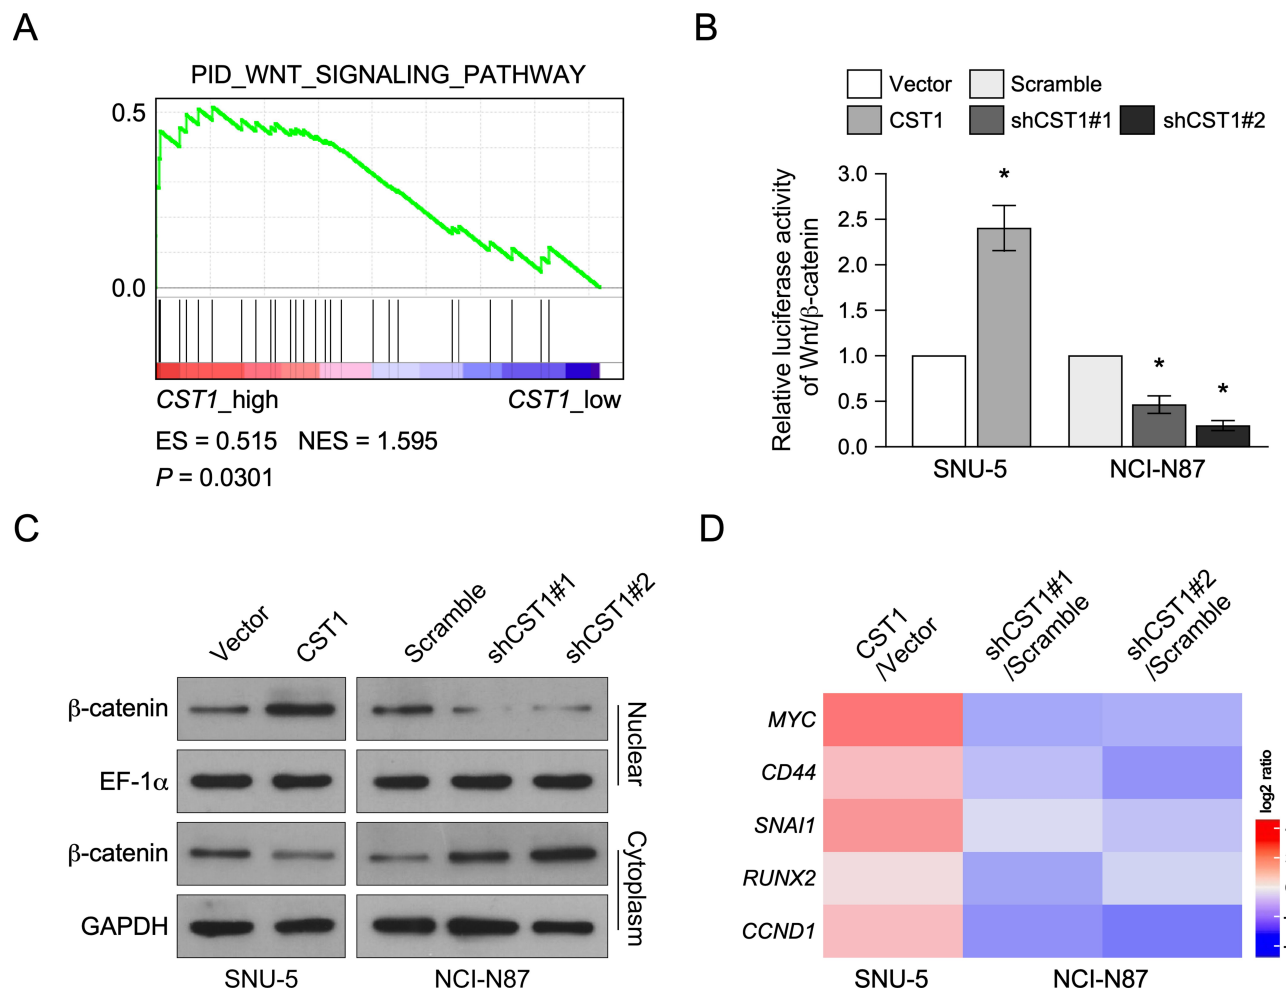 A
PID_WNT_SIGNALING_PATHWAY
0.5
0.0
CST1_high
CST1_low
ES = 0.515 NES = 1.595
P = 0.0301
B
Vector
Scramble
CST1
shCST1#1
shCST1#2
Relative luciferase activity
of Wnt/β-catenin
3.0
2.5
2.0
1.5
1.0
0.5
0.0
*
*
*
SNU-5
NCI-N87
C
Vector
CST1
Scramble
shCST1#1
shCST1#2
β-catenin
EF-1α
Nuclear
β-catenin
GAPDH
Cytoplasm
SNU-5
NCI-N87
D
CST1
/Vector
shCST1#1
/Scramble
shCST1#2
/Scramble
MYC
CD44
SNAI1
RUNX2
CCND1
SNU-5
NCI-N87
log2 ratio